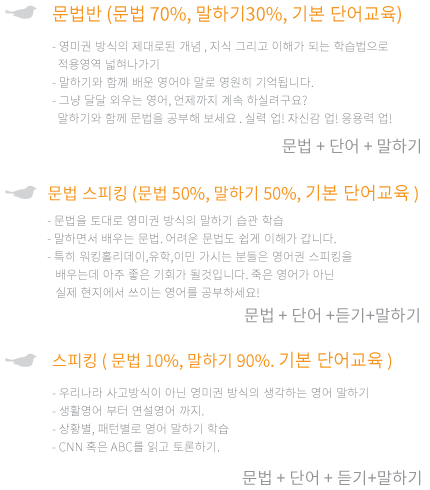 문법반 (문법 70%, 말하기30%, 기본 단어교육)
- 영미권 방식의 제대로된 개념 , 지식 그리고 이해가 되는 학습법으로
적용영역 넓혀나가기
- 말하기와 함께 배운 영어야 말로 영원히 기억됩니다.
- 그냥 달달 외우는 영어, 언제까지 계속 하실려구요?
말하기와 함께 문법을 공부해 보세요 . 실력 업! 자신감 업! 응용력 업!
문법 + 단어 + 말하기
문법 스피킹 (문법 50%, 말하기 50%, 기본 단어교육 )
- 문법을 토대로 영미권 방식의 말하기 습관 학습
- 말하면서 배우는 문법. 어려운 문법도 쉽게 이해가 갑니다.
- 특히 워킹홀리데이,유학,이민 가시는 분들은 영어권 스피킹을
배우는데 아주 좋은 기회가 될것입니다. 죽은 영어가 아닌
실제 현지에서 쓰이는 영어를 공부하세요!
문법 + 단어 +듣기+말하기
스피킹 ( 문법 10%, 말하기 90%. 기본 단어교육 )
- 우리나라 사고방식이 아닌 영미권 방식의 생각하는 영어 말하기
- 생활영어 부터 연설영어 까지.
- 상황별, 패턴별로 영어 말하기 학습
- CNN 혹은 ABC를 읽고 토론하기.
문법 + 단어 + 듣기+말하기